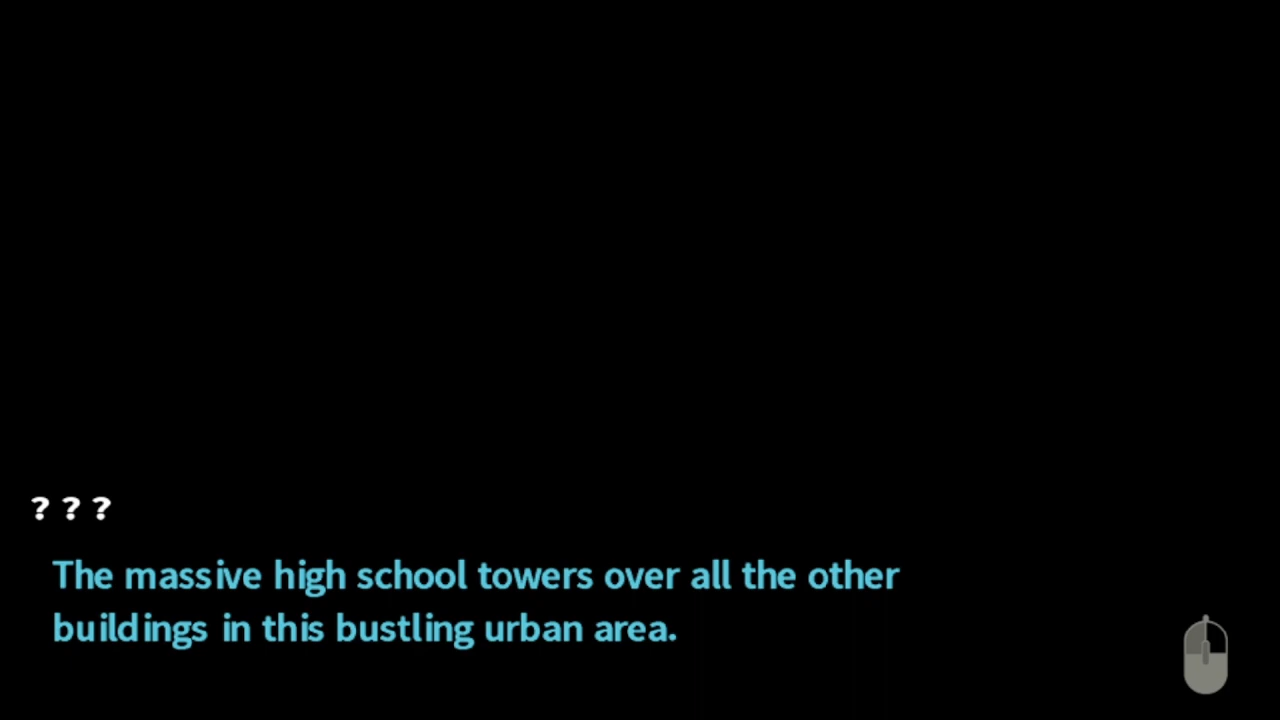 ? ? ?
The massive high school towers over all the other
buildings in this bustling urban area.